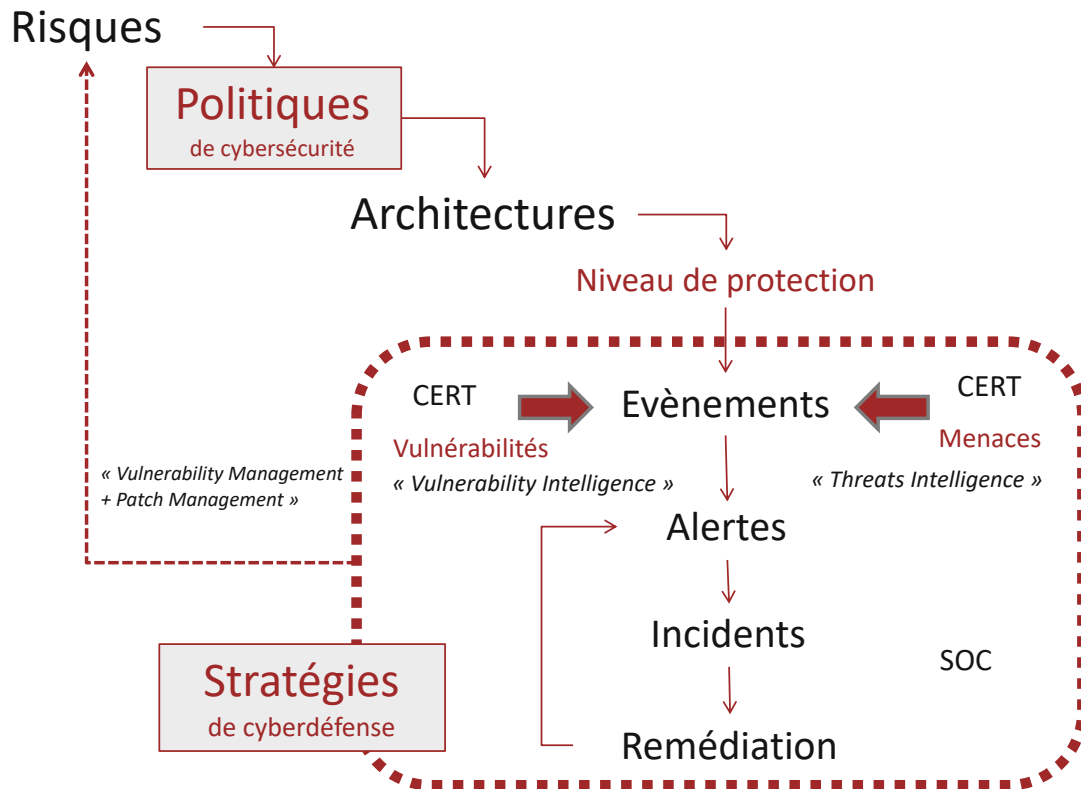 Risques
Politiques
de cybersécurité
Architectures
Niveau de protection
CERT
Evènements
CERT
Vulnérabilités
Menaces
« Vulnerability Management
+ Patch Management »
« Vulnerability Intelligence »
« Threats Intelligence »
Alertes
Incidents
SOC
Stratégies
de cyberdéfense
Remédiation